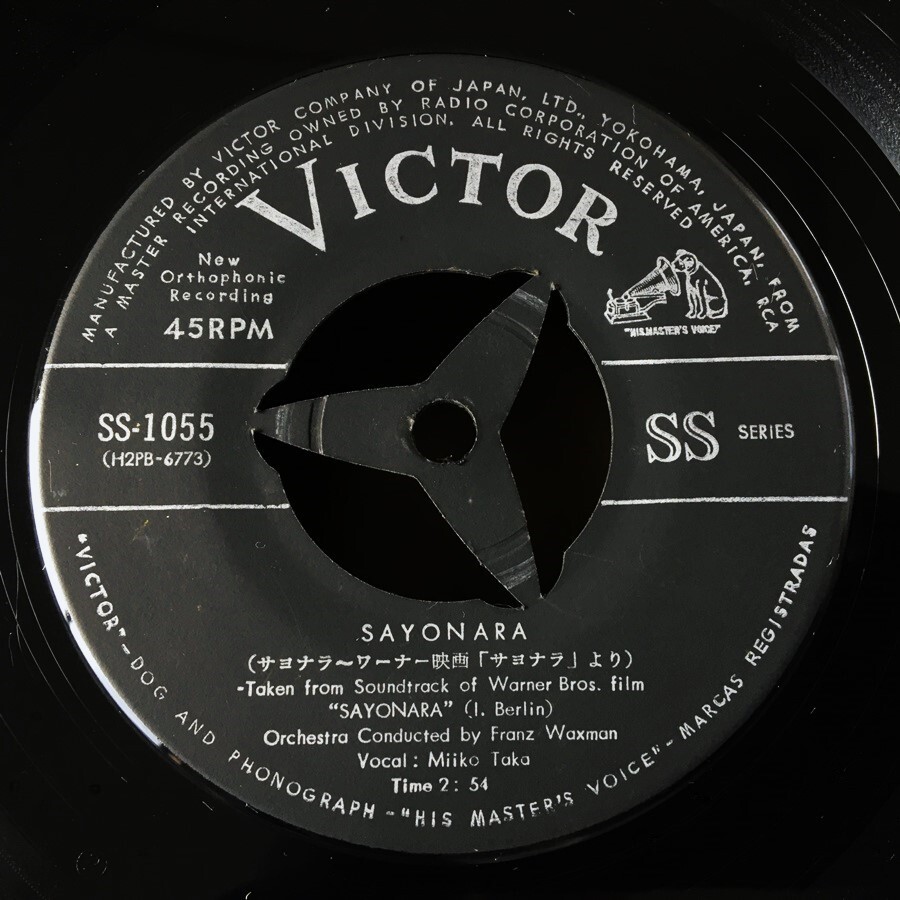 MANUFACTURED BY VICTOR COMPANY OF JAPAN, LTD., YOKOHAMA, JAPAN, FROM
A MASTER RECORDING OWNED BY RADIO CORPORATION OF AMERICA, RCA
INTERNATIONAL DIVISION, ALL RIGHTS RESERVED
VICTOR
New
Orthophonic
Recording
45RPM
"HIS MASTER'S VOICE"
SS-1055
(H2PB-6773)
SS SERIES
SAYONARA
(サヨナラ〜ワーナー映画「サヨナラ」より)
-Taken from Soundtrack of Warner Bros. film
"SAYONARA" (I. Berlin)
Orchestra Conducted by Franz Waxman
Vocal : Miiko Taka
Time 2 : 54
"VICTOR"-DOG AND PHONOGRAPH-"HIS MASTER'S VOICE"-MARCAS REGISTRADAS